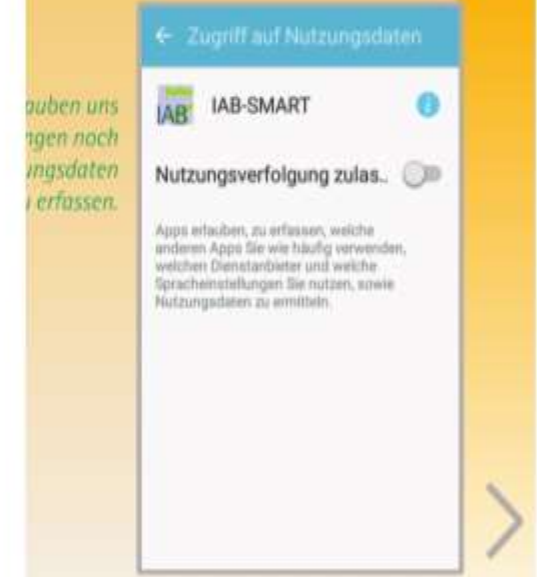 ← Zugriff auf Nutzungsdaten
auben uns
ngen noch
ungsdaten
u erfassen.
IAB
IAB-SMART
Nutzungsverfolgung zulas..
Apps erlauben, zu erfassen, welche
anderen Apps Sie wie häufig verwenden,
welchen Dienstanbieter und welche
Spracheinstellungen Sie nutzen, sowie
Nutzungsdaten zu ermitteln.